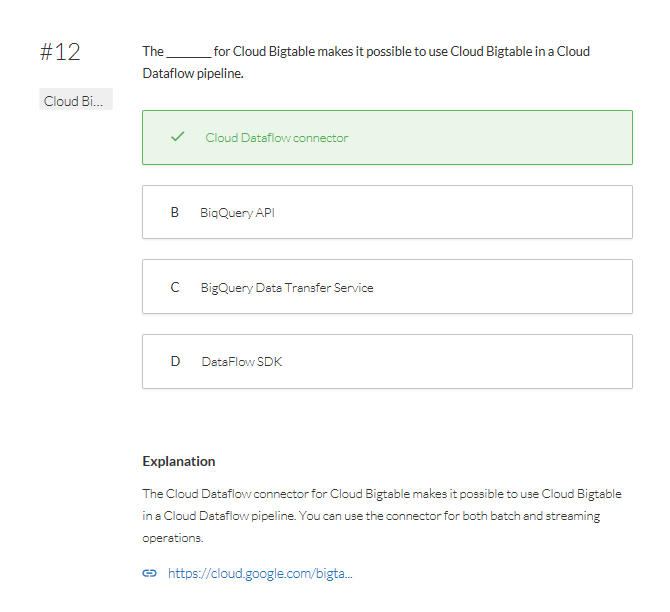 #12
The ______ for Cloud Bigtable makes it possible to use Cloud Bigtable in a Cloud
Dataflow pipeline.
Cloud Bi...
Cloud Dataflow connector
B BigQuery API
C BigQuery Data Transfer Service
D DataFlow SDK
Explanation
The Cloud Dataflow connector for Cloud Bigtable makes it possible to use Cloud Bigtable
in a Cloud Dataflow pipeline. You can use the connector for both batch and streaming
operations.
https://cloud.google.com/bigta...